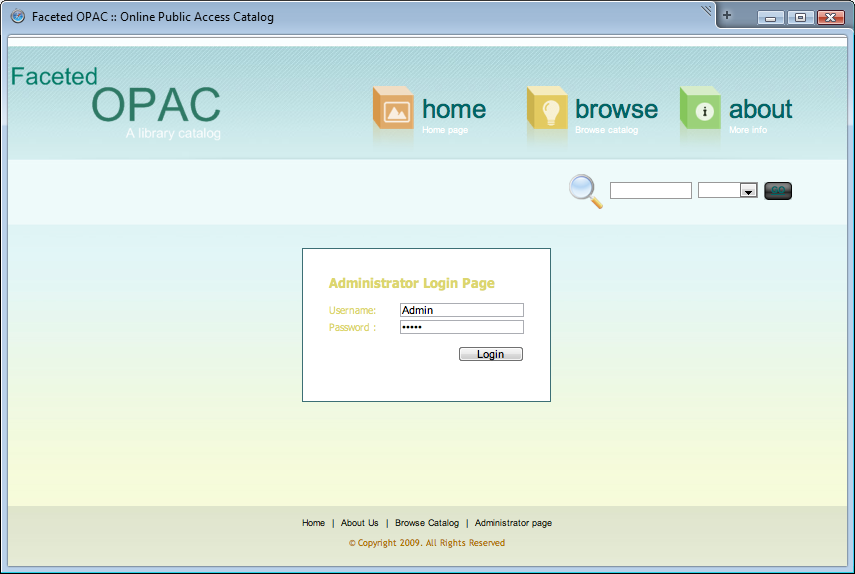 Faceted OPAC :: Online Public Access Catalog
Faceted
OPAC
A library catalog
home
Home page
browse
Browse catalog
about
More info
Administrator Login Page
Username: Admin
Password : •••••
Login
Home | About Us | Browse Catalog | Administrator page
© Copyright 2009. All Rights Reserved